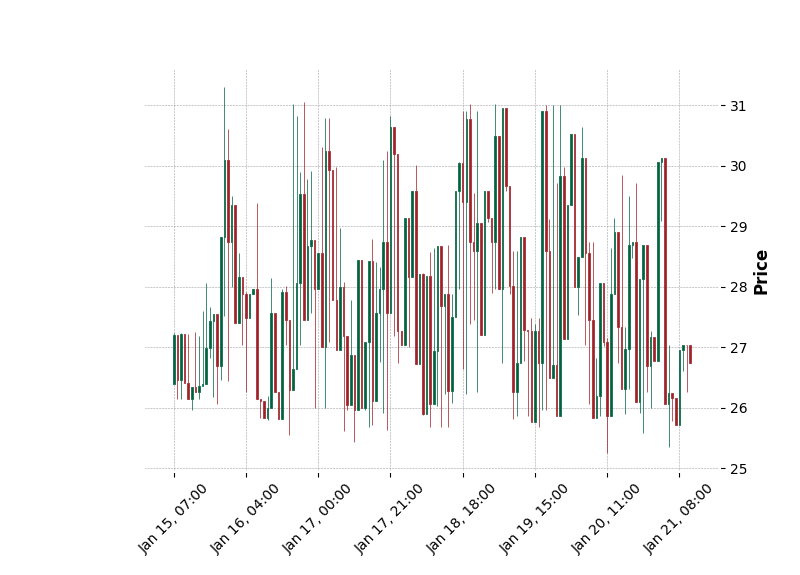 31
30
29
28
27
26
25
Price
Jan 15, 07:00
Jan 16, 04:00
Jan 17, 00:00
Jan 17, 21:00
Jan 18, 18:00
Jan 19, 15:00
Jan 20, 11:00
Jan 21, 08:00